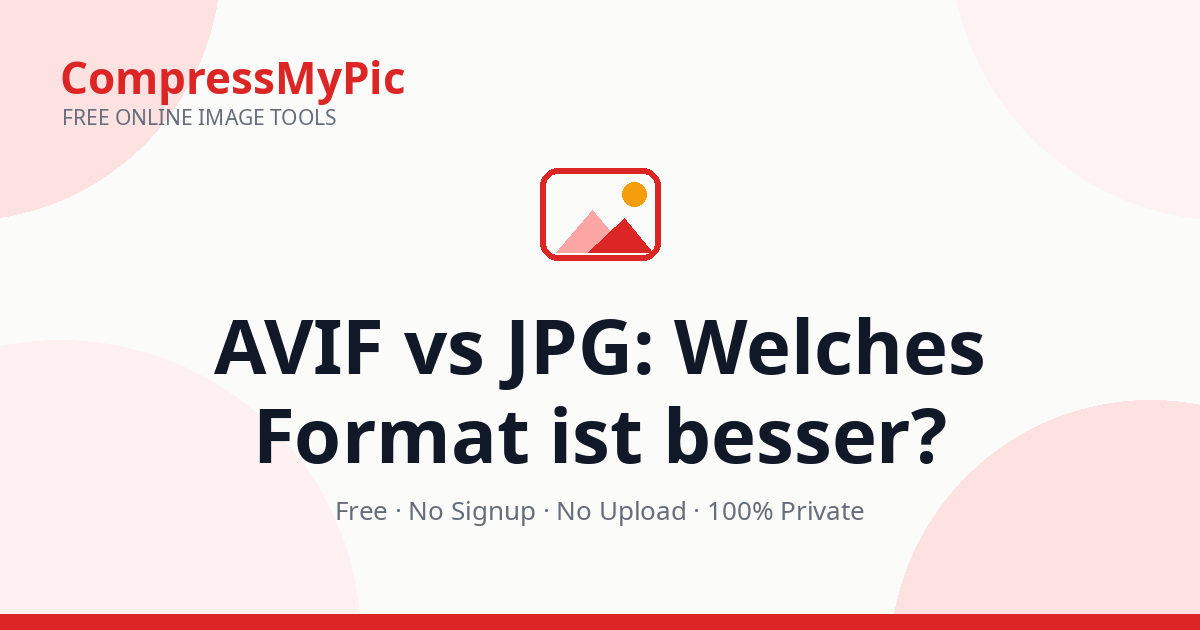 CompressMyPic
FREE ONLINE IMAGE TOOLS
AVIF vs JPG: Welches
Format ist besser?
Free · No Signup · No Upload · 100% Private